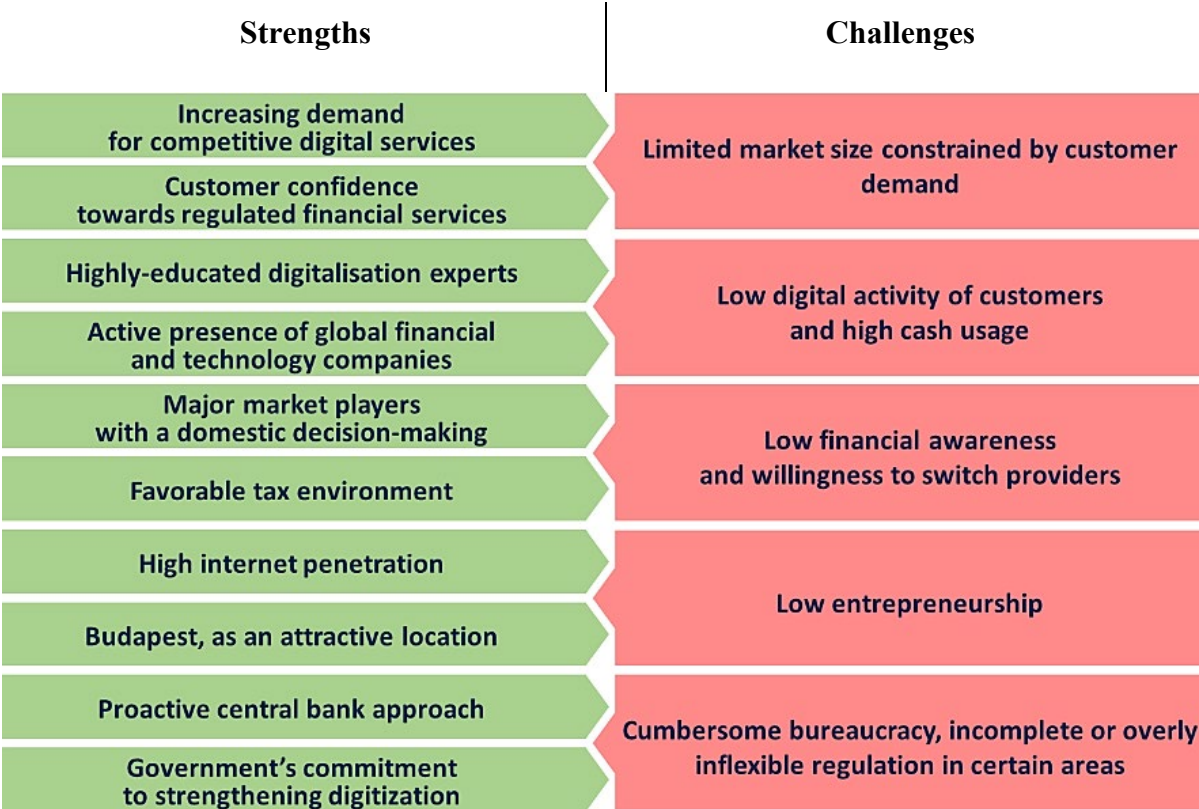 Strengths
Challenges
Increasing demand
for competitive digital services
Customer confidence
towards regulated financial services
Highly-educated digitalisation experts
Active presence of global financial
and technology companies
Major market players
with a domestic decision-making
Favorable tax environment
High internet penetration
Budapest, as an attractive location
Proactive central bank approach
Government's commitment
to strengthening digitization
Limited market size constrained by customer
demand
Low digital activity of customers
and high cash usage
Low financial awareness
and willingness to switch providers
Low entrepreneurship
Cumbersome bureaucracy, incomplete or overly
inflexible regulation in certain areas